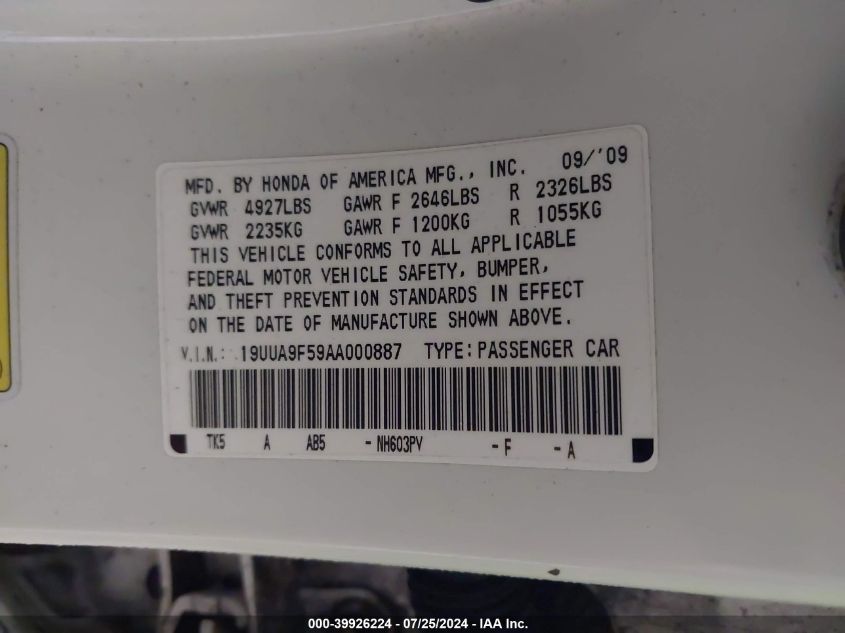 MFD. BY HONDA OF AMERICA MFG., INC. 09/'09
GVWR 4927LBS GAWR F 2646LBS R 2326LBS
GVWR 2235KG GAWR F 1200KG R 1055KG
THIS VEHICLE CONFORMS TO ALL APPLICABLE
FEDERAL MOTOR VEHICLE SAFETY, BUMPER,
AND THEFT PREVENTION STANDARDS IN EFFECT
ON THE DATE OF MANUFACTURE SHOWN ABOVE.
V.I.N.: 19UUA9F59AA000887 TYPE: PASSENGER CAR
TK5 A AB5 -NH603PV -F -A
000-39926224 - 07/25/2024 - IAA Inc.